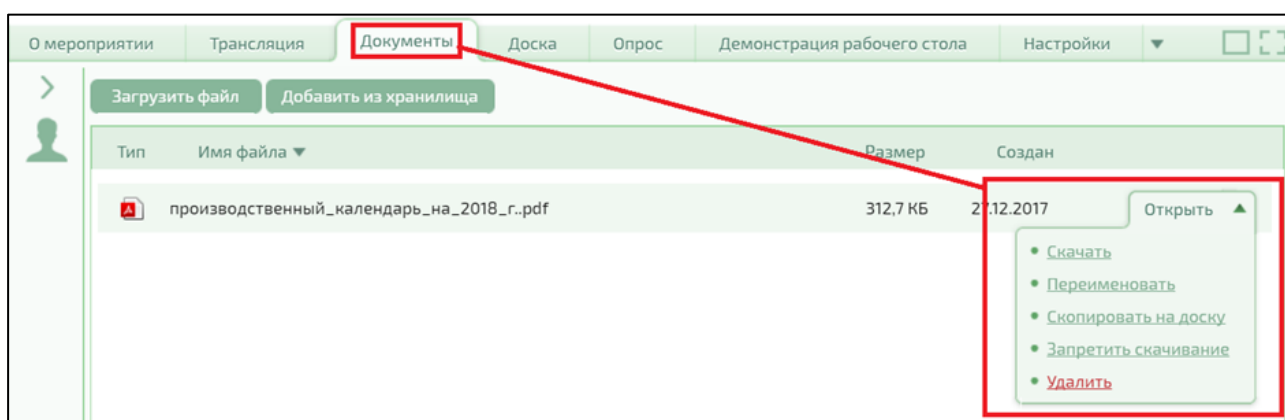 О мероприятии Трансляция Документы Доска Опрос Демонстрация рабочего стола Настройки
Загрузить файл Добавить из хранилища
Тип Имя файла Размер Создан
производственный_календарь_на_2018_г..pdf 312,7 КБ 27.12.2017 Открыть
Скачать
Переименовать
Скопировать на доску
Запретить скачивание
Удалить